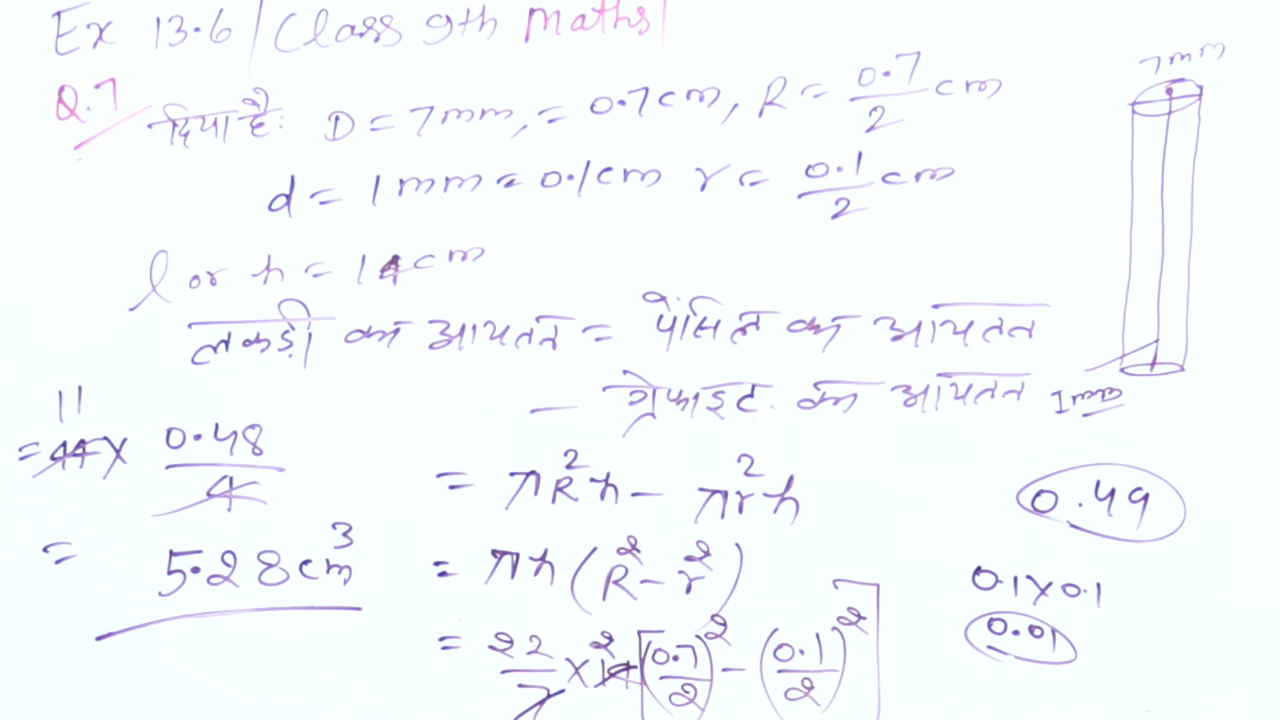 Ex 13.6 / Class 9th Maths
Q.7 दिया है: D = 7mm, = 0.7cm, R = 0.7/2 cm
7mm
d = 1mm = 0.1cm r = 0.1/2 cm
l or h = 14cm
लकड़ी का आयतन = पेंसिल का आयतन
- ग्रेफाइट का आयतन
1mm
= πR²h - πr²h
= πh (R² - r²)
= 22/7 × 14 2 [(0.7/2)² - (0.1/2)²]
= 44 11 × 0.48/4
= 5.28cm³
0.49
0.1×0.1
0.01